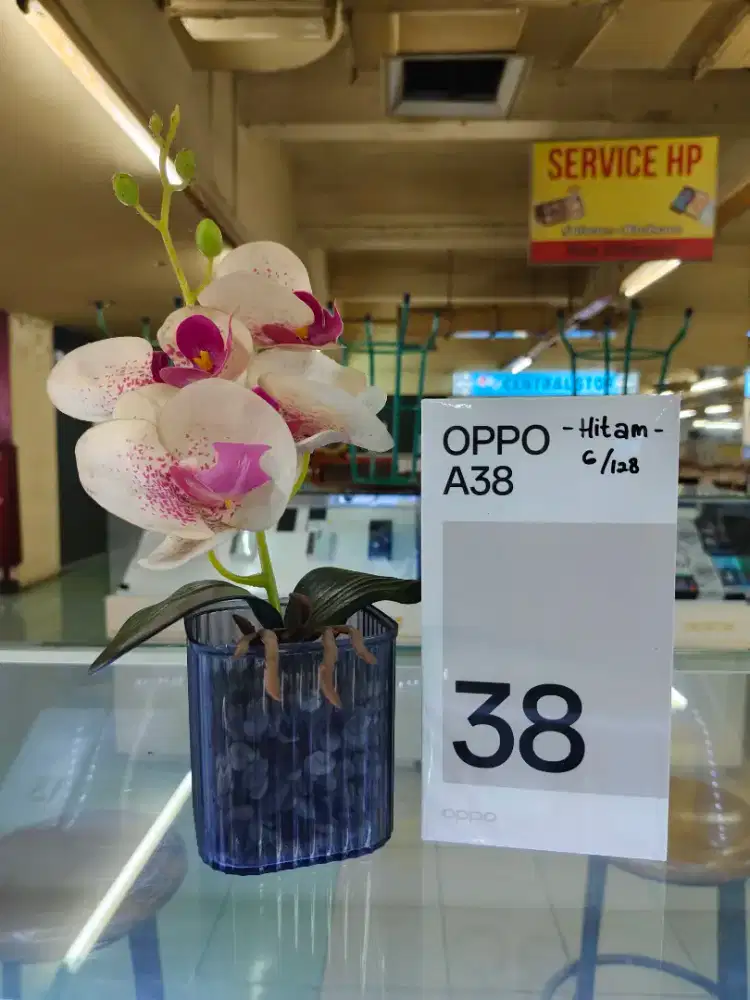 SERVICE HP
OPPO
A38
-Hitam-
6/128
38
oppo